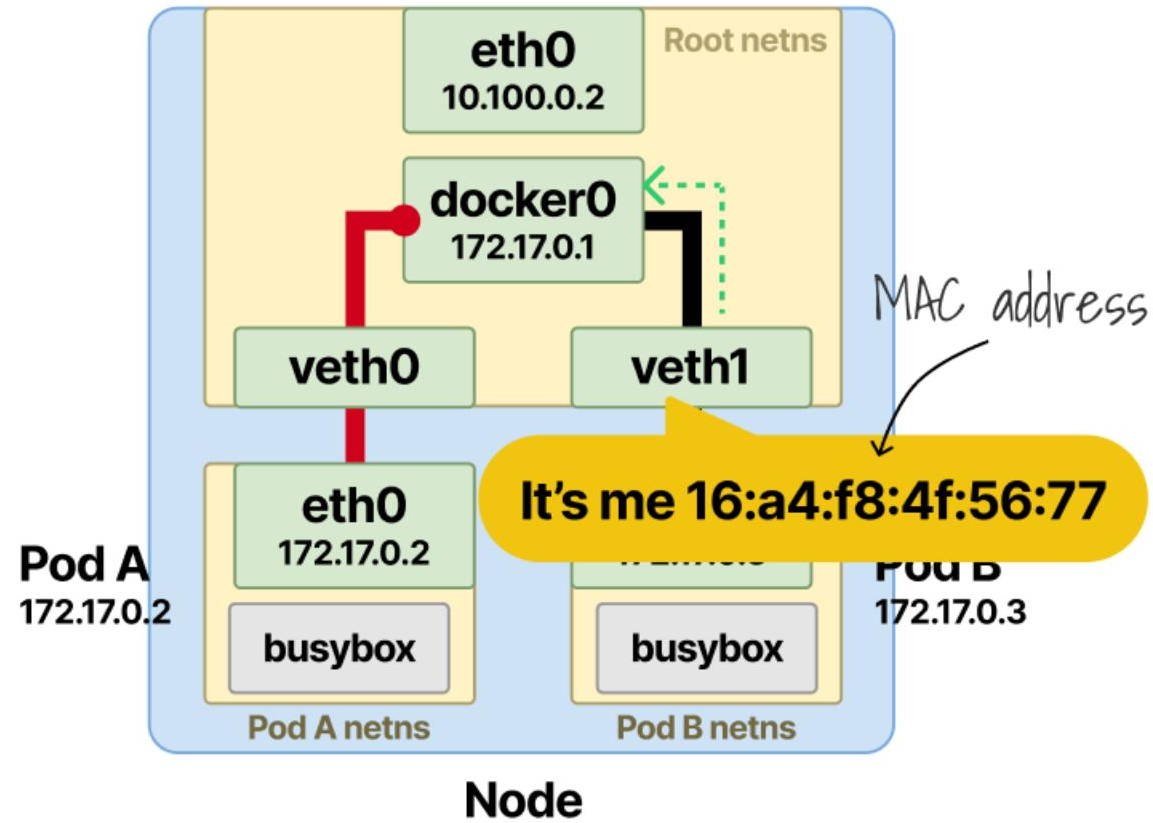 eth0
10.100.0.2
Root netns
docker0
172.17.0.1
MAC address
veth0
veth1
It's me 16:a4:f8:4f:56:77
eth0
172.17.0.2
Pod A
172.17.0.2
Pod B
172.17.0.3
busybox
busybox
Pod A netns
Pod B netns
Node